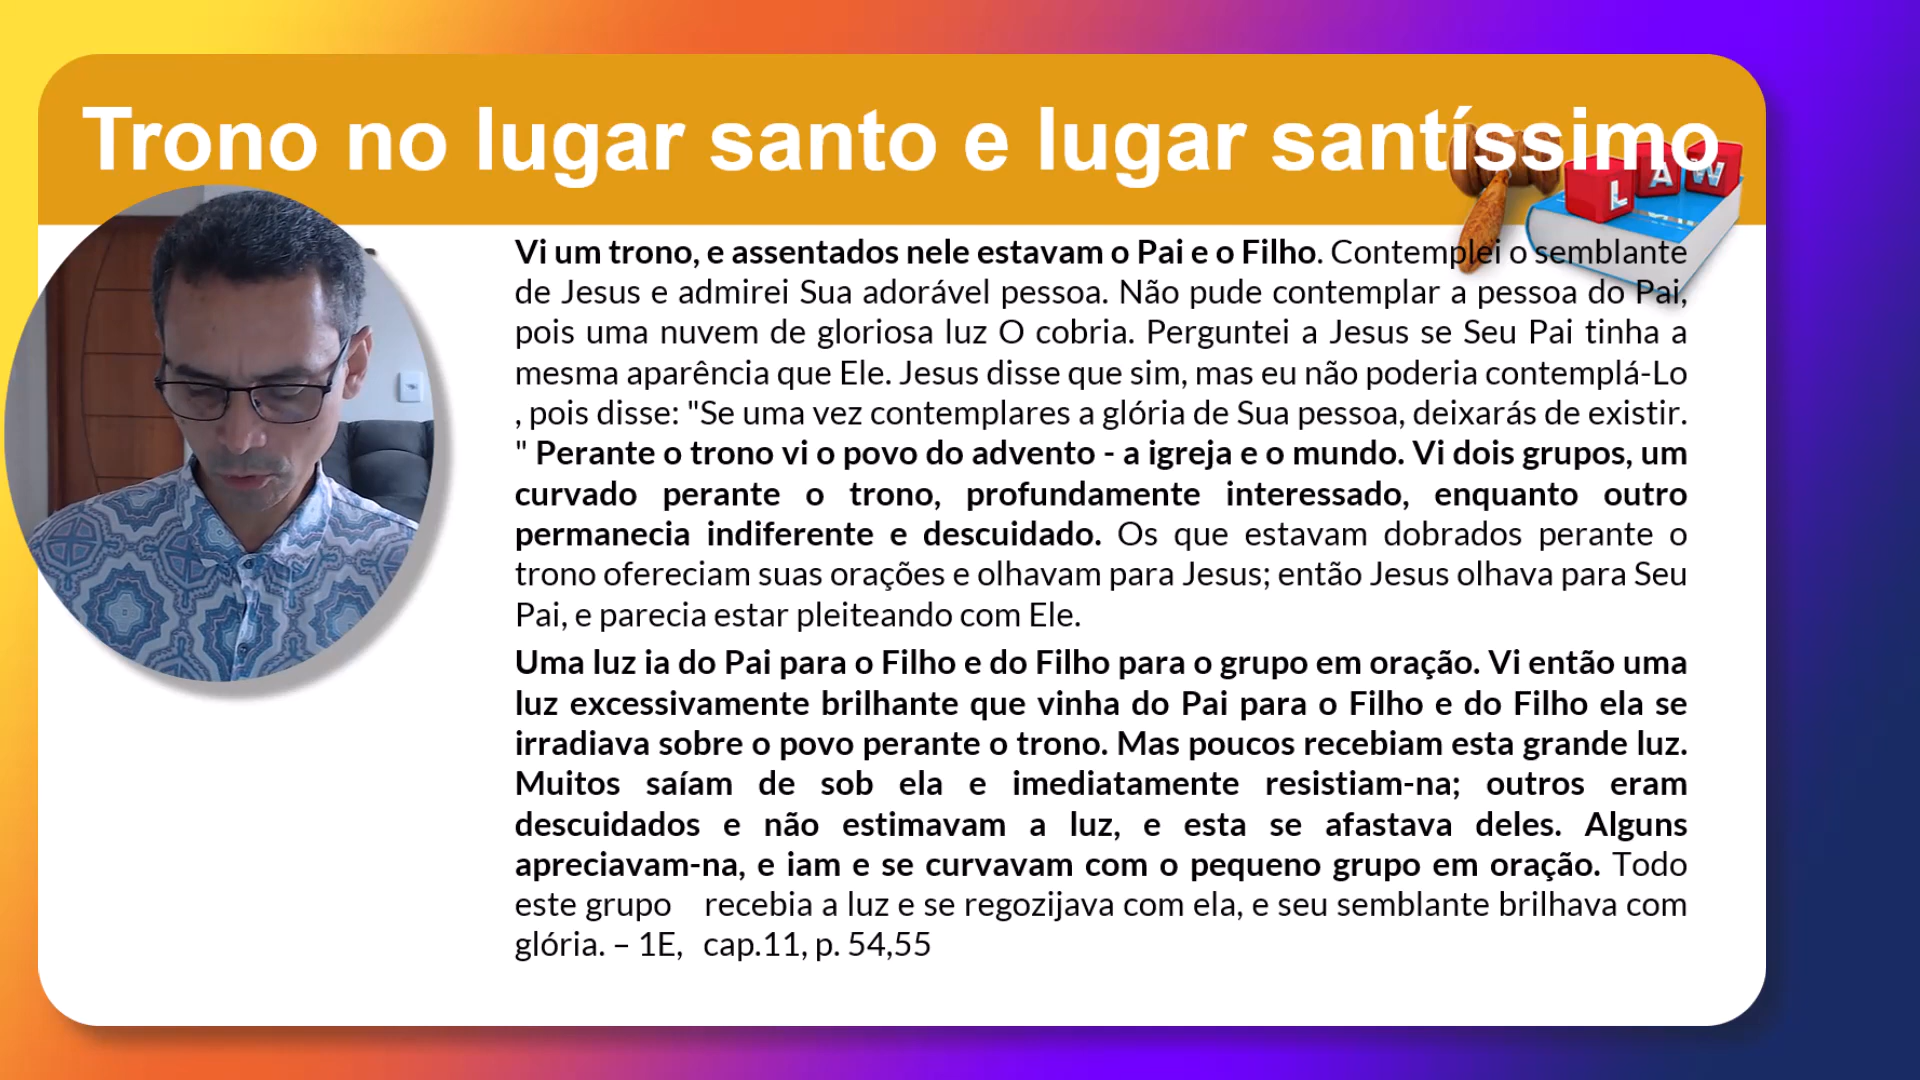 Trono no lugar santo e lugar santíssimo
L A W
Vi um trono, e assentados nele estavam o Pai e o Filho. Contemplei o semblante
de Jesus e admirei Sua adorável pessoa. Não pude contemplar a pessoa do Pai,
pois uma nuvem de gloriosa luz O cobria. Perguntei a Jesus se Seu Pai tinha a
mesma aparência que Ele. Jesus disse que sim, mas eu não poderia contemplá-Lo
, pois disse: "Se uma vez contemplares a glória de Sua pessoa, deixarás de existir.
" Perante o trono vi o povo do advento - a igreja e o mundo. Vi dois grupos, um
curvado perante o trono, profundamente interessado, enquanto outro
permanecia indiferente e descuidado. Os que estavam dobrados perante o
trono ofereciam suas orações e olhavam para Jesus; então Jesus olhava para Seu
Pai, e parecia estar pleiteando com Ele.
Uma luz ia do Pai para o Filho e do Filho para o grupo em oração. Vi então uma
luz excessivamente brilhante que vinha do Pai para o Filho e do Filho ela se
irradiava sobre o povo perante o trono. Mas poucos recebiam esta grande luz.
Muitos saíam de sob ela e imediatamente resistiam-na; outros eram
descuidados e não estimavam a luz, e esta se afastava deles. Alguns
apreciavam-na, e iam e se curvavam com o pequeno grupo em oração. Todo
este grupo recebia a luz e se regozijava com ela, e seu semblante brilhava com
glória. – 1E, cap.11, p. 54,55